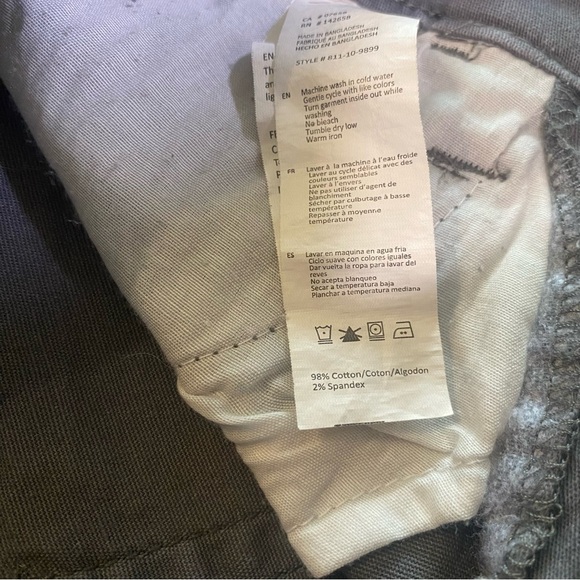 CA # 07658
RN # 142858
MADE IN BANGLADESH
FABRIQUÉ AU BANGLADESH
HECHO EN BANGLADESH
STYLE # 811-10-9899
EN Machine wash in cold water
Gentle cycle with like colors
Turn garment inside out while
washing
No bleach
Tumble dry low
Warm iron
FR Laver à la machine à l'eau froide
Laver au cycle délicat avec des
couleurs semblables
Laver à l'envers
Ne pas utiliser d'agent de
blanchiment
Sécher par culbutage à basse
température
Repasser à moyenne
température
ES Lavar en maquina en agua fria
Ciclo suave con colores iguales
Dar vuelta la ropa para lavar del
reves
No acepta blanqueo
Secar a temperatura baja
Planchar a temperatura mediana
98% Cotton/Coton/Algodon
2% Spandex
EN